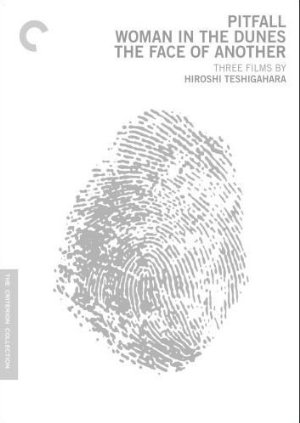 PITFALL
WOMAN IN THE DUNES
THE FACE OF ANOTHER
THREE FILMS BY
HIROSHI TESHIGAHARA
THE CRITERION COLLECTION